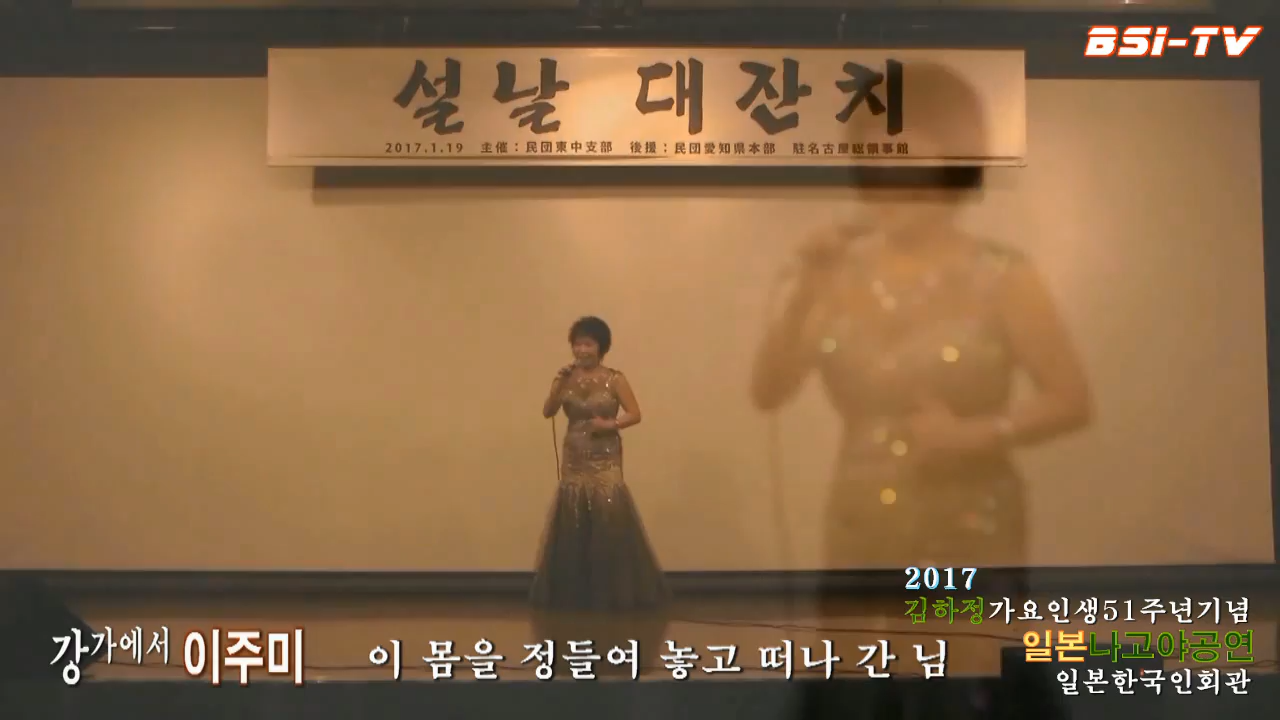 BSi-TV
설날 대잔치
2017.1.19 主催：民団東中支部 後援：民団愛知県本部 駐名古屋総領事館
2017
김하정가요인생51주년기념
일본나고야공연
일본한국인회관
강가에서 이주미 이 몸을 정들여 놓고 떠나 간 님